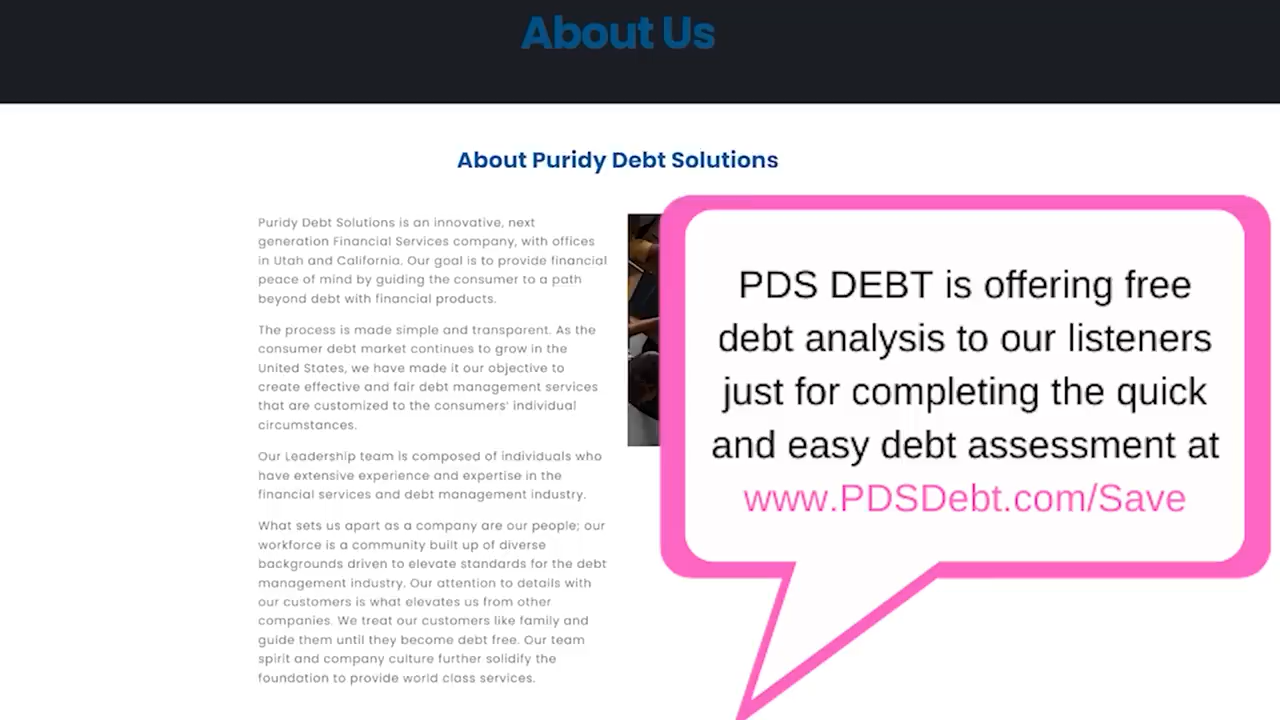 About Us
About Puridy Debt Solutions
Puridy Debt Solutions is an innovative, next
generation Financial Services company, with offices
in Utah and California. Our goal is to provide financial
peace of mind by guiding the consumer to a path
beyond debt with financial products.
The process is made simple and transparent. As the
consumer debt market continues to grow in the
United States, we have made it our objective to
create effective and fair debt management services
that are customized to the consumers' individual
circumstances.
Our Leadership team is composed of individuals who
have extensive experience and expertise in the
financial services and debt management industry.
What sets us apart as a company are our people; our
workforce is a community built up of diverse
backgrounds driven to elevate standards for the debt
management industry. Our attention to details with
our customers is what elevates us from other
companies. We treat our customers like family and
guide them until they become debt free. Our team
spirit and company culture further solidify the
foundation to provide world class services.
PDS DEBT is offering free
debt analysis to our listeners
just for completing the quick
and easy debt assessment at
www.PDSDebt.com/Save